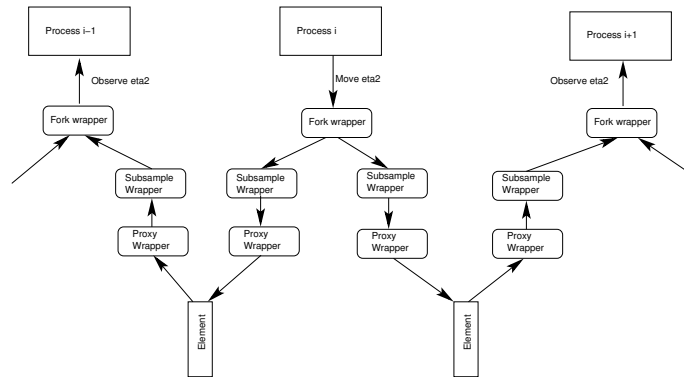 Process i−1
Process i
Process i+1
Observe eta2
Move eta2
Observe eta2
Fork wrapper
Fork wrapper
Fork wrapper
Subsample
Wrapper
Subsample
Wrapper
Subsample
Wrapper
Subsample
Wrapper
Proxy
Wrapper
Proxy
Wrapper
Proxy
Wrapper
Proxy
Wrapper
Element
Element